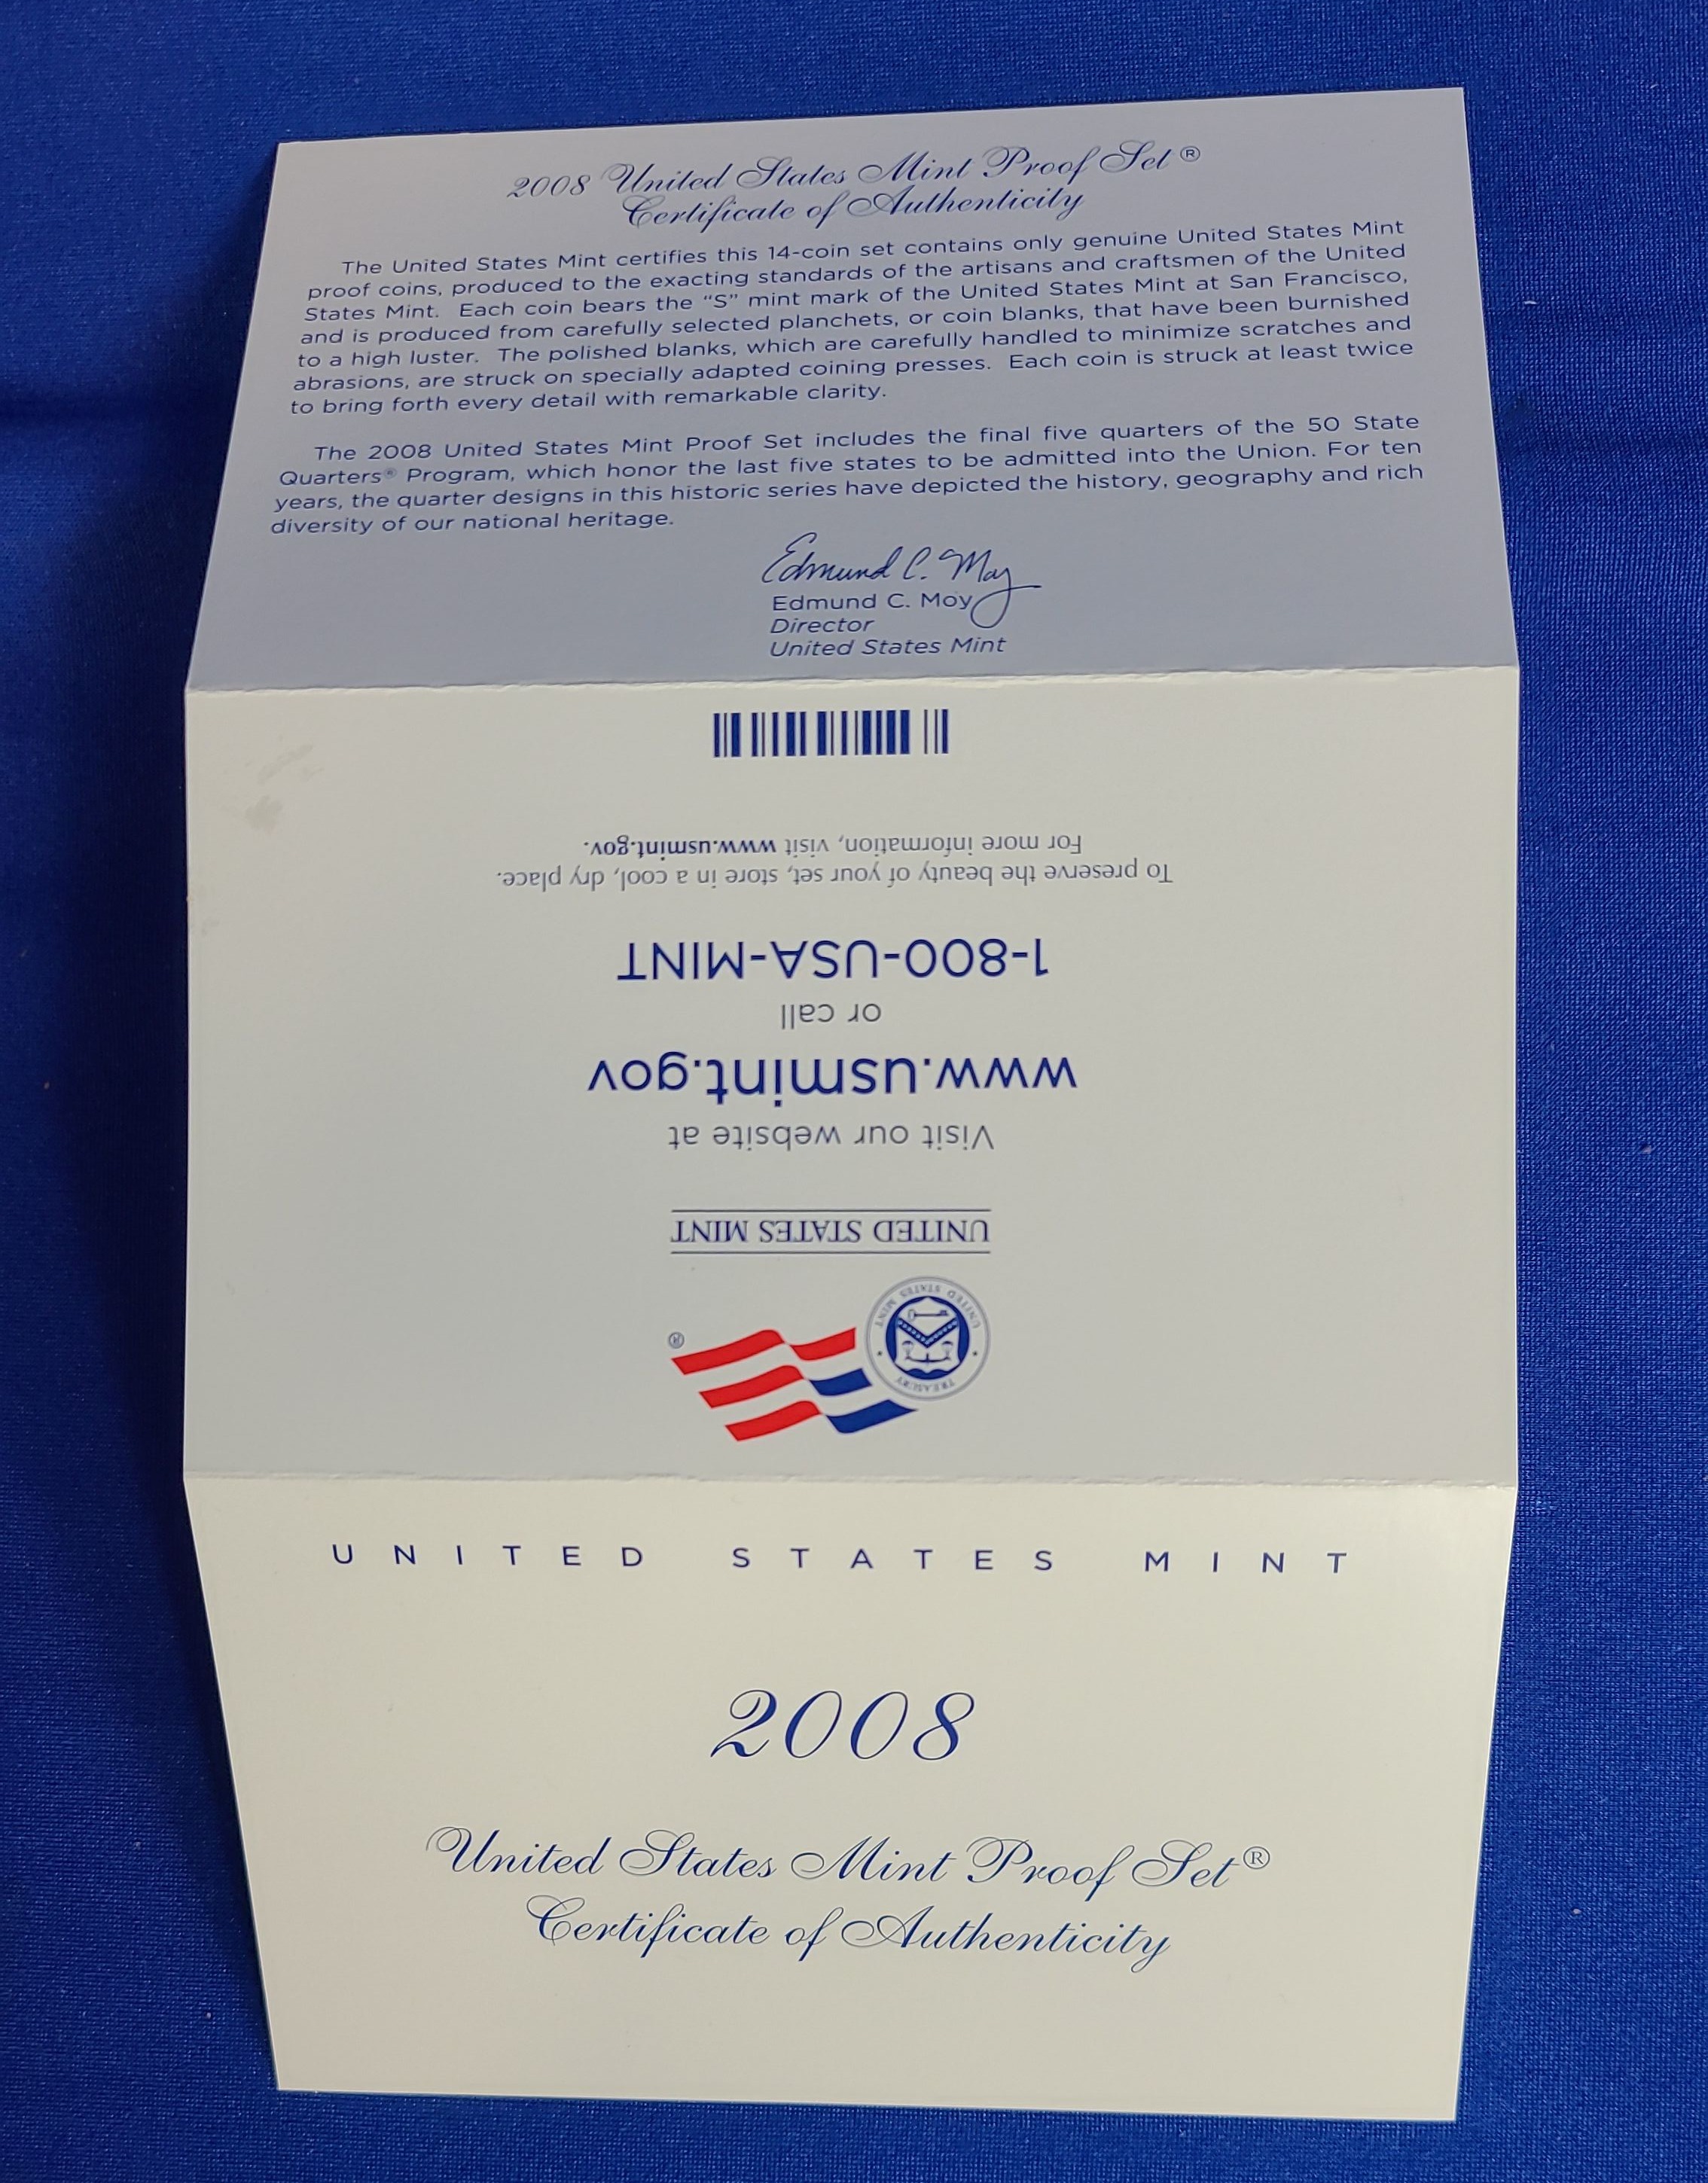 2008 United States Mint Proof Set®
Certificate of Authenticity
The United States Mint certifies this 14-coin set contains only genuine United States Mint
proof coins, produced to the exacting standards of the artisans and craftsmen of the United
States Mint. Each coin bears the “S” mint mark of the United States Mint at San Francisco,
and is produced from carefully selected planchets, or coin blanks, that have been burnished
to a high luster. The polished blanks, which are carefully handled to minimize scratches and
abrasions, are struck on specially adapted coining presses. Each coin is struck at least twice
to bring forth every detail with remarkable clarity.
The 2008 United States Mint Proof Set includes the final five quarters of the 50 State
Quarters® Program, which honor the last five states to be admitted into the Union. For ten
years, the quarter designs in this historic series have depicted the history, geography and rich
diversity of our national heritage.
Edmund C. Moy
Edmund C. Moy
Director
United States Mint
TREASURY
UNITED STATES MINT
®
UNITED STATES MINT
Visit our website at
www.usmint.gov
or call
1-800-USA-MINT
To preserve the beauty of your set, store in a cool, dry place.
For more information, visit www.usmint.gov.
UNITED STATES MINT
2008
United States Mint Proof Set®
Certificate of Authenticity